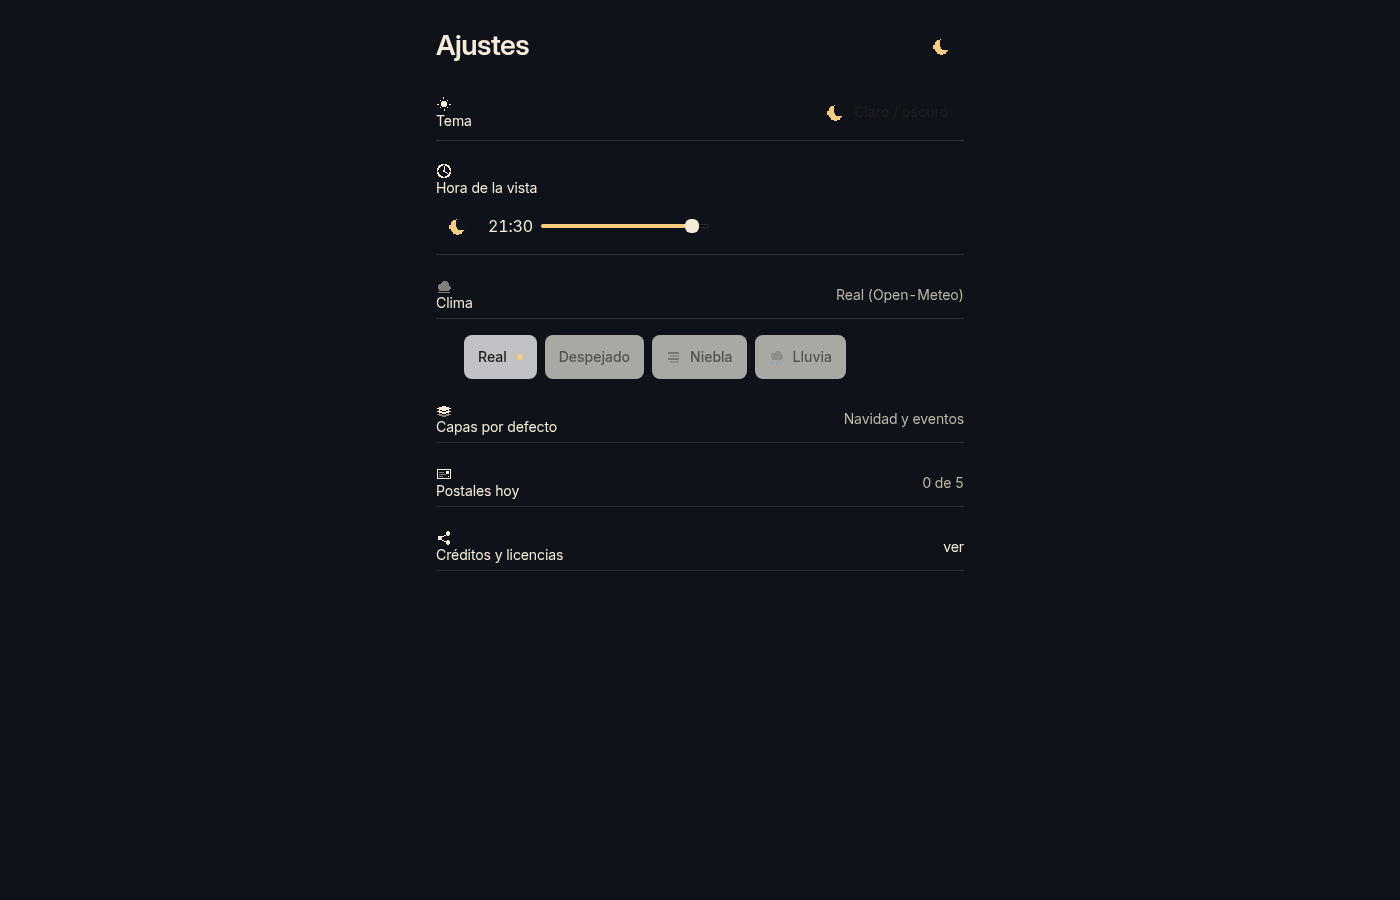 Ajustes
Tema
Claro / oscuro
Hora de la vista
21:30
Clima
Real (Open-Meteo)
Real
Despejado
Niebla
Lluvia
Capas por defecto
Navidad y eventos
Postales hoy
0 de 5
Créditos y licencias
ver